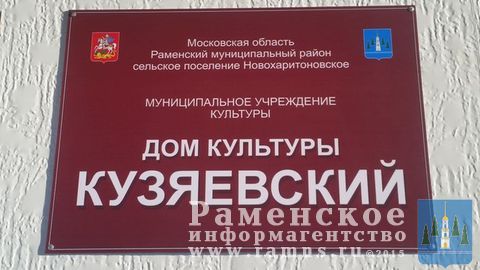 Московская область
Раменский муниципальный район
сельское поселение Новохаритоновское
МУНИЦИПАЛЬНОЕ УЧРЕЖДЕНИЕ
КУЛЬТУРЫ
ДОМ КУЛЬТУРЫ
КУЗЯЕВСКИЙ
Раменское
информагентство
www.ramns.ru ©2015